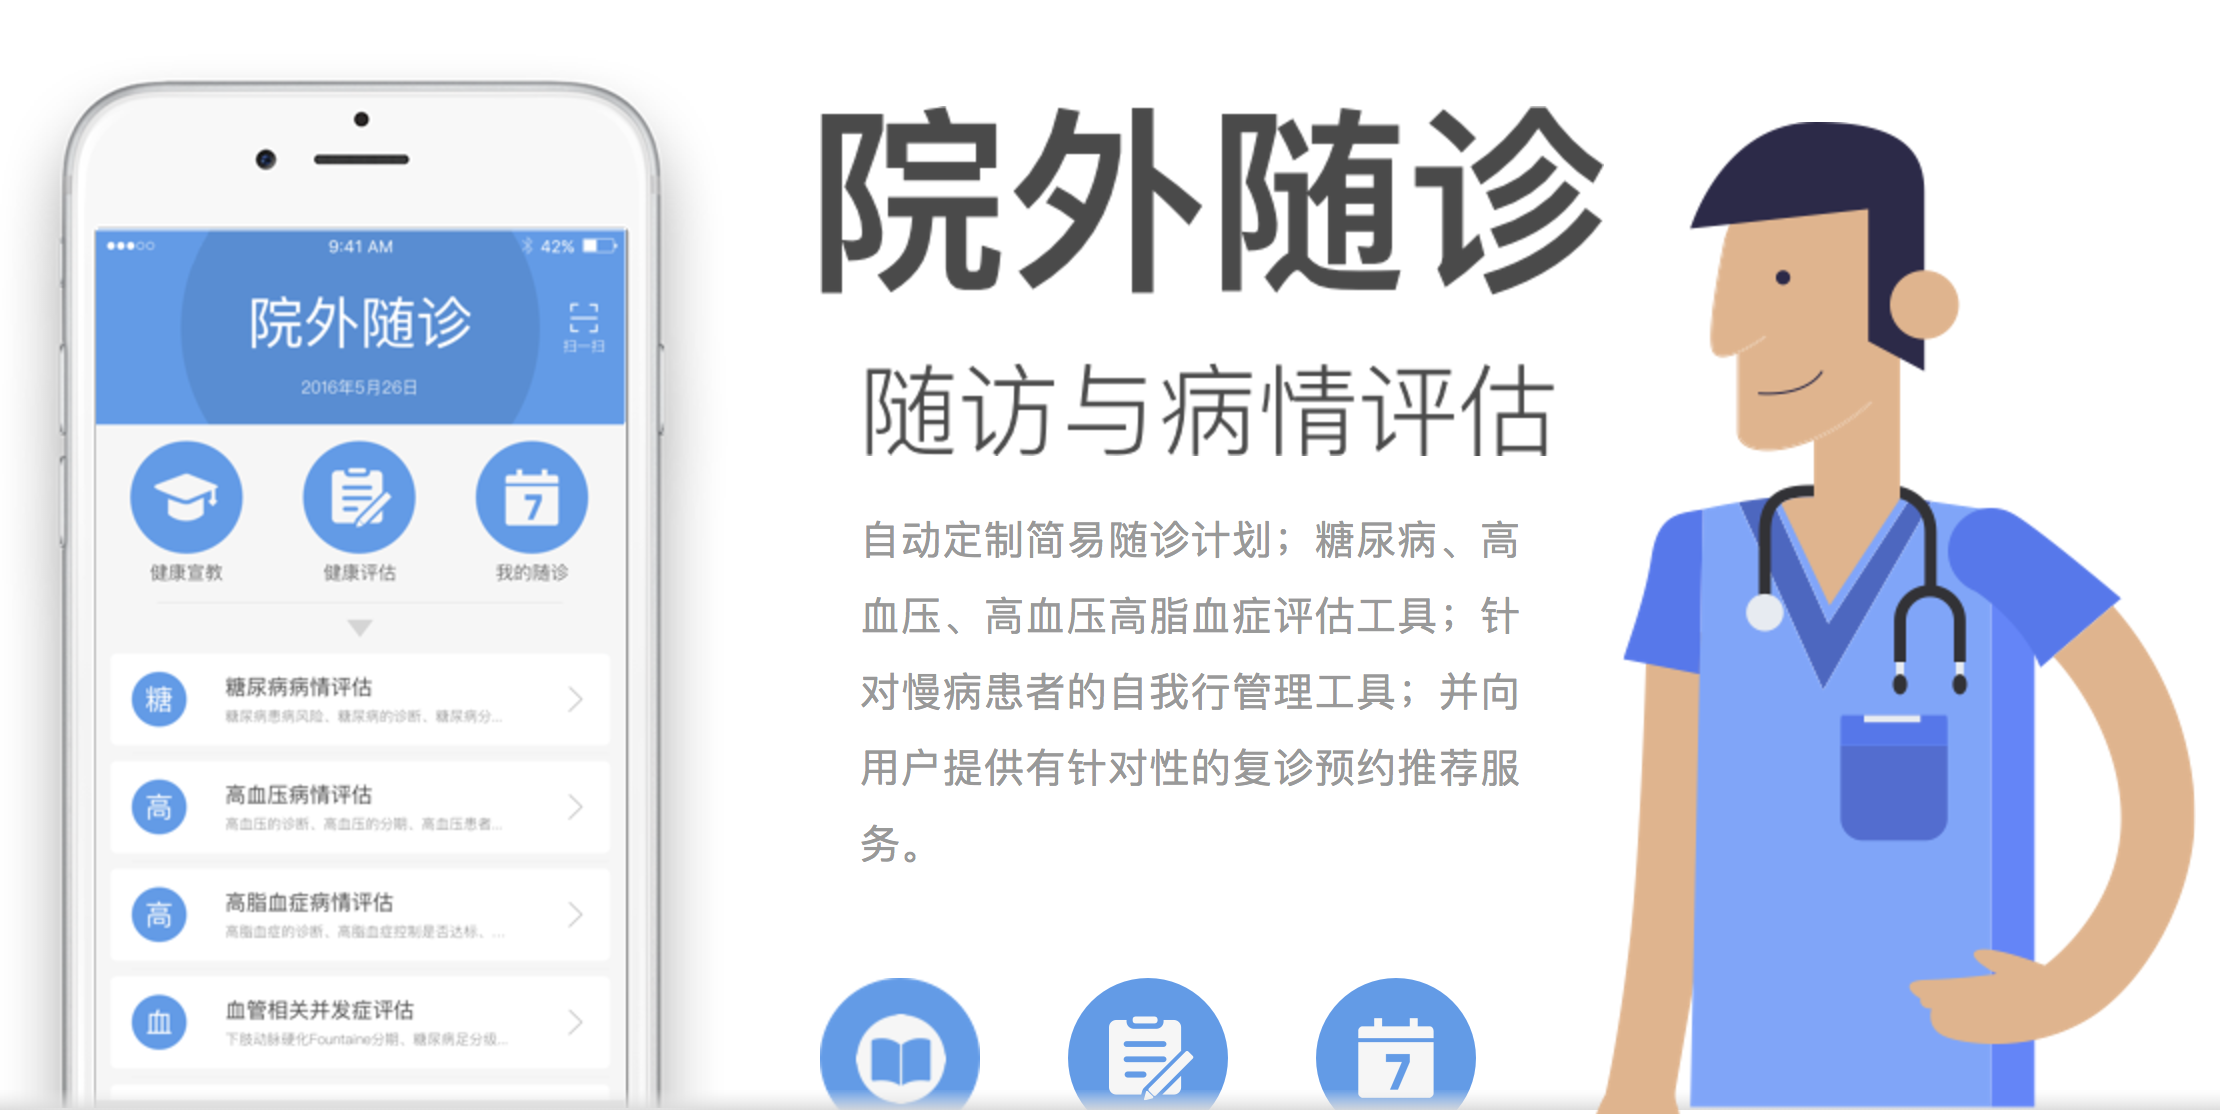 9:41 AM
42%
院外随诊
扫一扫
2016年5月26日
7
健康宣教
健康评估
我的随诊
糖
糖尿病病情评估
糖尿病患病风险、糖尿病的诊断、糖尿病分...
高
高血压病情评估
高血压的诊断、高血压的分期、高血压患者...
高
高脂血症病情评估
高脂血症的诊断、高脂血症控制是否达标、...
血
血管相关并发症评估
下肢动脉硬化Fountaine分期、糖尿病足分级...
院外随诊
随访与病情评估
自动定制简易随诊计划；糖尿病、高
血压、高血压高脂血症评估工具；针
对慢病患者的自我行管理工具；并向
用户提供有针对性的复诊预约推荐服
务。
7